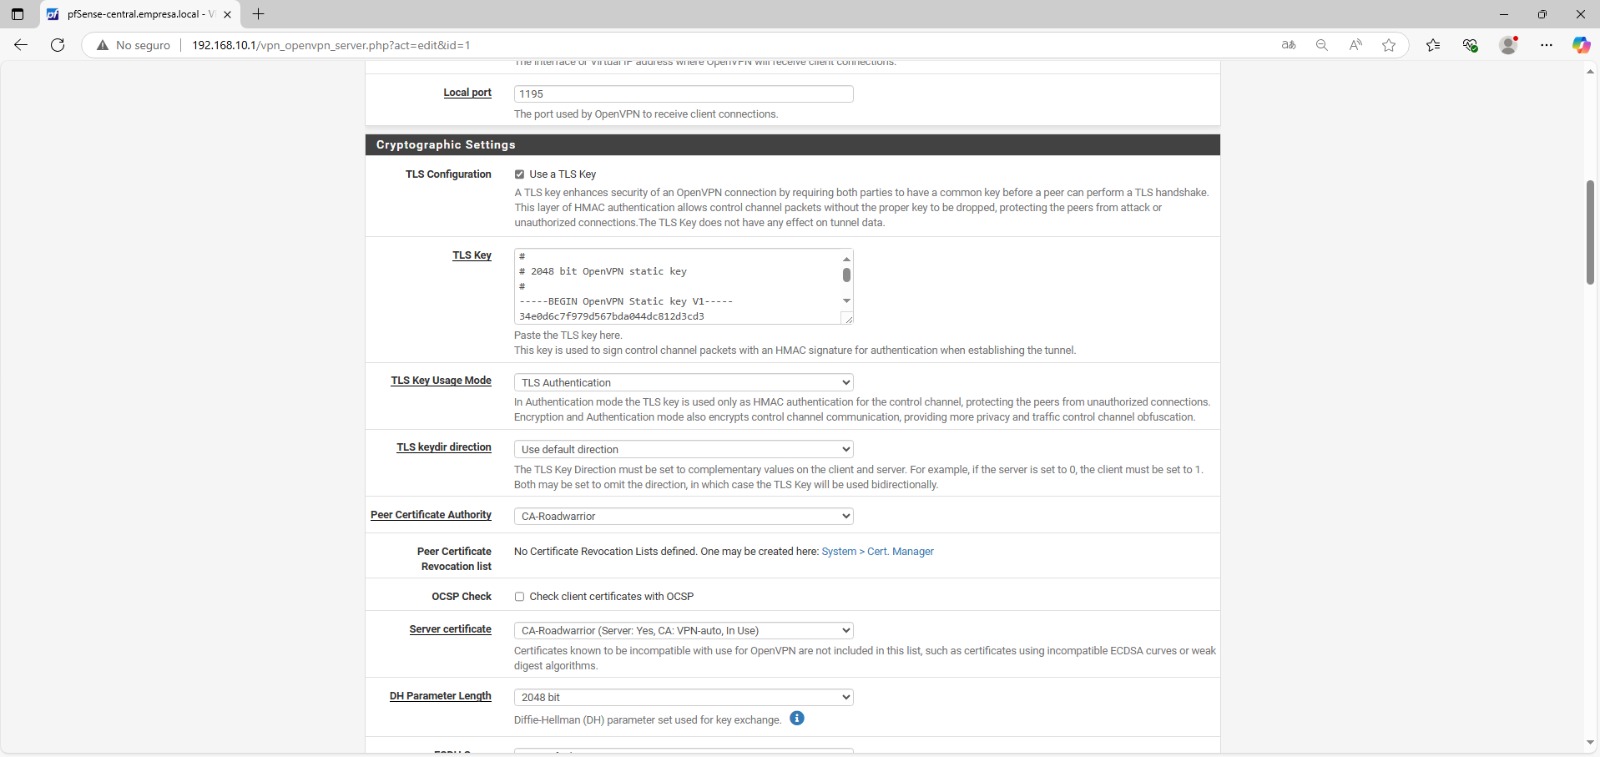 pfSense-central.empresa.local - V
No seguro
192.168.10.1/vpn_openvpn_server.php?act=edit&id=1
The interface or Virtual IP address where OpenVPN will receive client connections.
Local port
1195
The port used by OpenVPN to receive client connections.
Cryptographic Settings
TLS Configuration
Use a TLS Key
A TLS key enhances security of an OpenVPN connection by requiring both parties to have a common key before a peer can perform a TLS handshake.
This layer of HMAC authentication allows control channel packets without the proper key to be dropped, protecting the peers from attack or
unauthorized connections.The TLS Key does not have any effect on tunnel data.
TLS Key
#
# 2048 bit OpenVPN static key
#
-----BEGIN OpenVPN Static key V1-----
34e0d6c7f979d567bda044dc812d3cd3
Paste the TLS key here.
This key is used to sign control channel packets with an HMAC signature for authentication when establishing the tunnel.
TLS Key Usage Mode
TLS Authentication
In Authentication mode the TLS key is used only as HMAC authentication for the control channel, protecting the peers from unauthorized connections.
Encryption and Authentication mode also encrypts control channel communication, providing more privacy and traffic control channel obfuscation.
TLS keydir direction
Use default direction
The TLS Key Direction must be set to complementary values on the client and server. For example, if the server is set to 0, the client must be set to 1.
Both may be set to omit the direction, in which case the TLS Key will be used bidirectionally.
Peer Certificate Authority
CA-Roadwarrior
Peer Certificate
Revocation list
No Certificate Revocation Lists defined. One may be created here: System > Cert. Manager
OCSP Check
Check client certificates with OCSP
Server certificate
CA-Roadwarrior (Server: Yes, CA: VPN-auto, In Use)
Certificates known to be incompatible with use for OpenVPN are not included in this list, such as certificates using incompatible ECDSA curves or weak
digest algorithms.
DH Parameter Length
2048 bit
Diffie-Hellman (DH) parameter set used for key exchange.